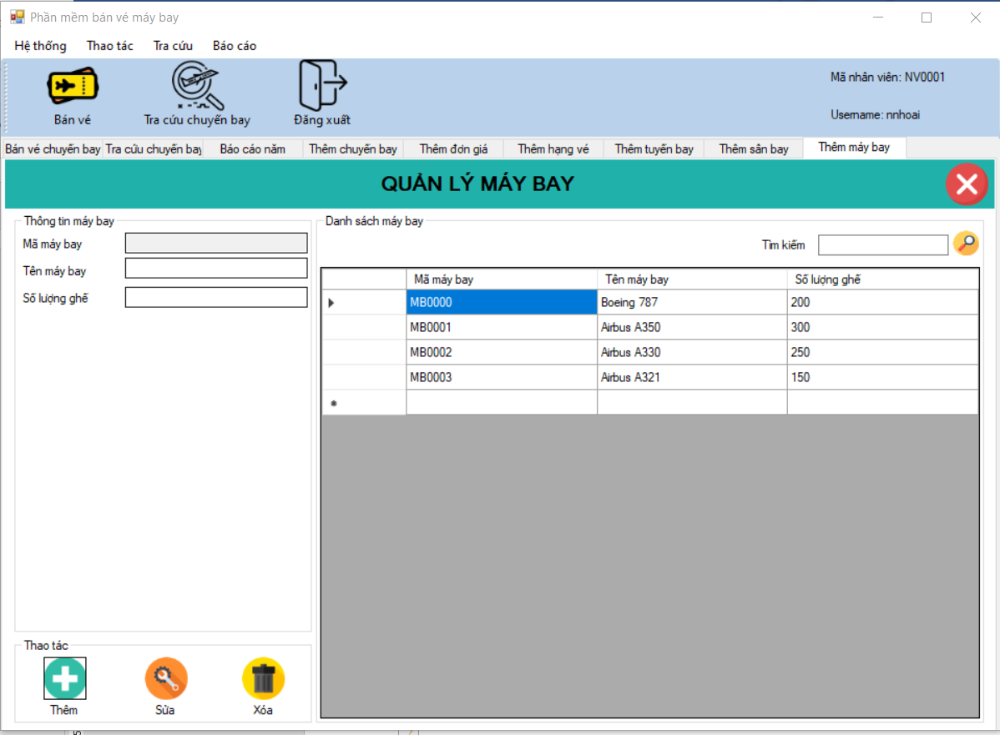 Phần mềm bán vé máy bay
Hệ thống Thao tác Tra cứu Báo cáo
Bán vé Tra cứu chuyến bay Đăng xuất
Mã nhân viên: NV0001
Username: nnhoai
Bán vé chuyến bay Tra cứu chuyến bay Báo cáo năm Thêm chuyến bay Thêm đơn giá Thêm hạng vé Thêm tuyến bay Thêm sân bay Thêm máy bay
QUẢN LÝ MÁY BAY
Thông tin máy bay
Mã máy bay
Tên máy bay
Số lượng ghế
Danh sách máy bay
Tìm kiếm
Mã máy bay Tên máy bay Số lượng ghế
MB0000 Boeing 787 200
MB0001 Airbus A350 300
MB0002 Airbus A330 250
MB0003 Airbus A321 150
Thao tác
Thêm Sửa Xóa